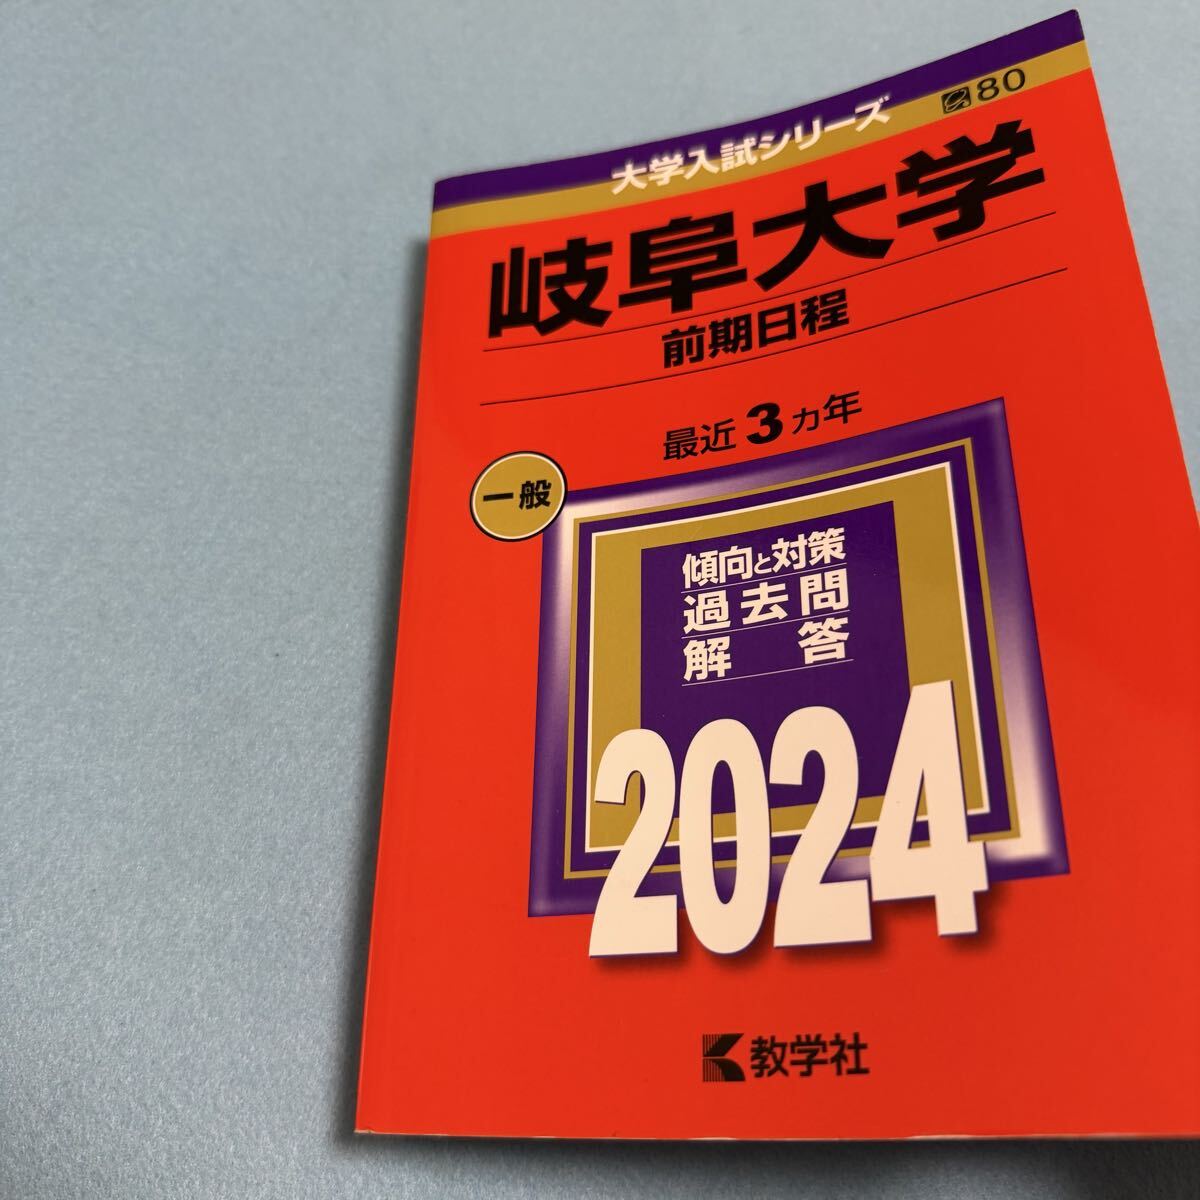 大学入試シリーズ
80
岐阜大学
前期日程
最近3カ年
一般
傾向と対策
過去問
解答
2024
教学社